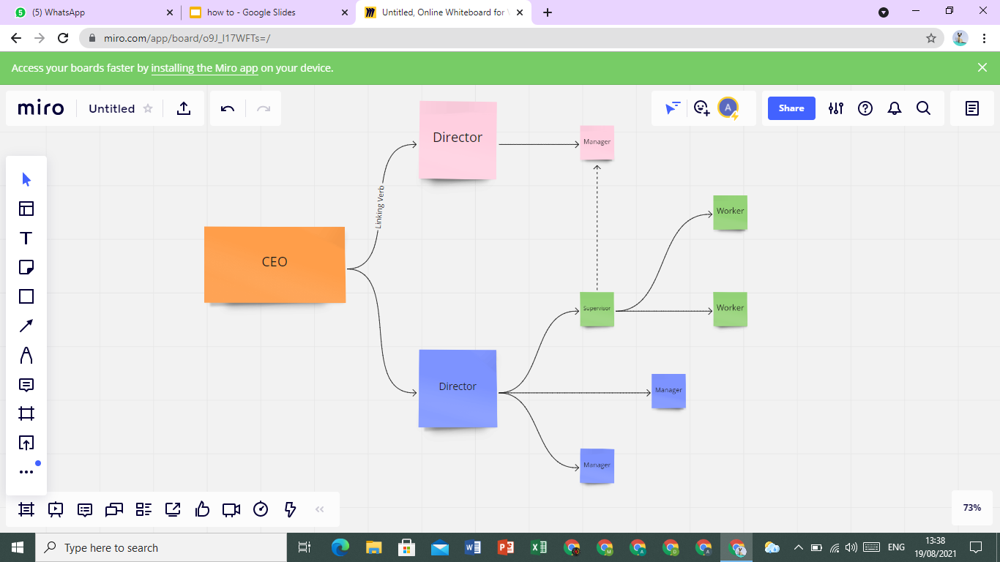 (5) WhatsApp
how to - Google Slides
Untitled, Online Whiteboard for
miro.com/app/board/o9J_l17WFTs=/
Access your boards faster by installing the Miro app on your device.
miro
Untitled
A
Share
Director
Manager
Linking Verb
Worker
CEO
Supervisor
Worker
Director
Manager
Manager
73%
Type here to search
ENG
13:38
19/08/2021